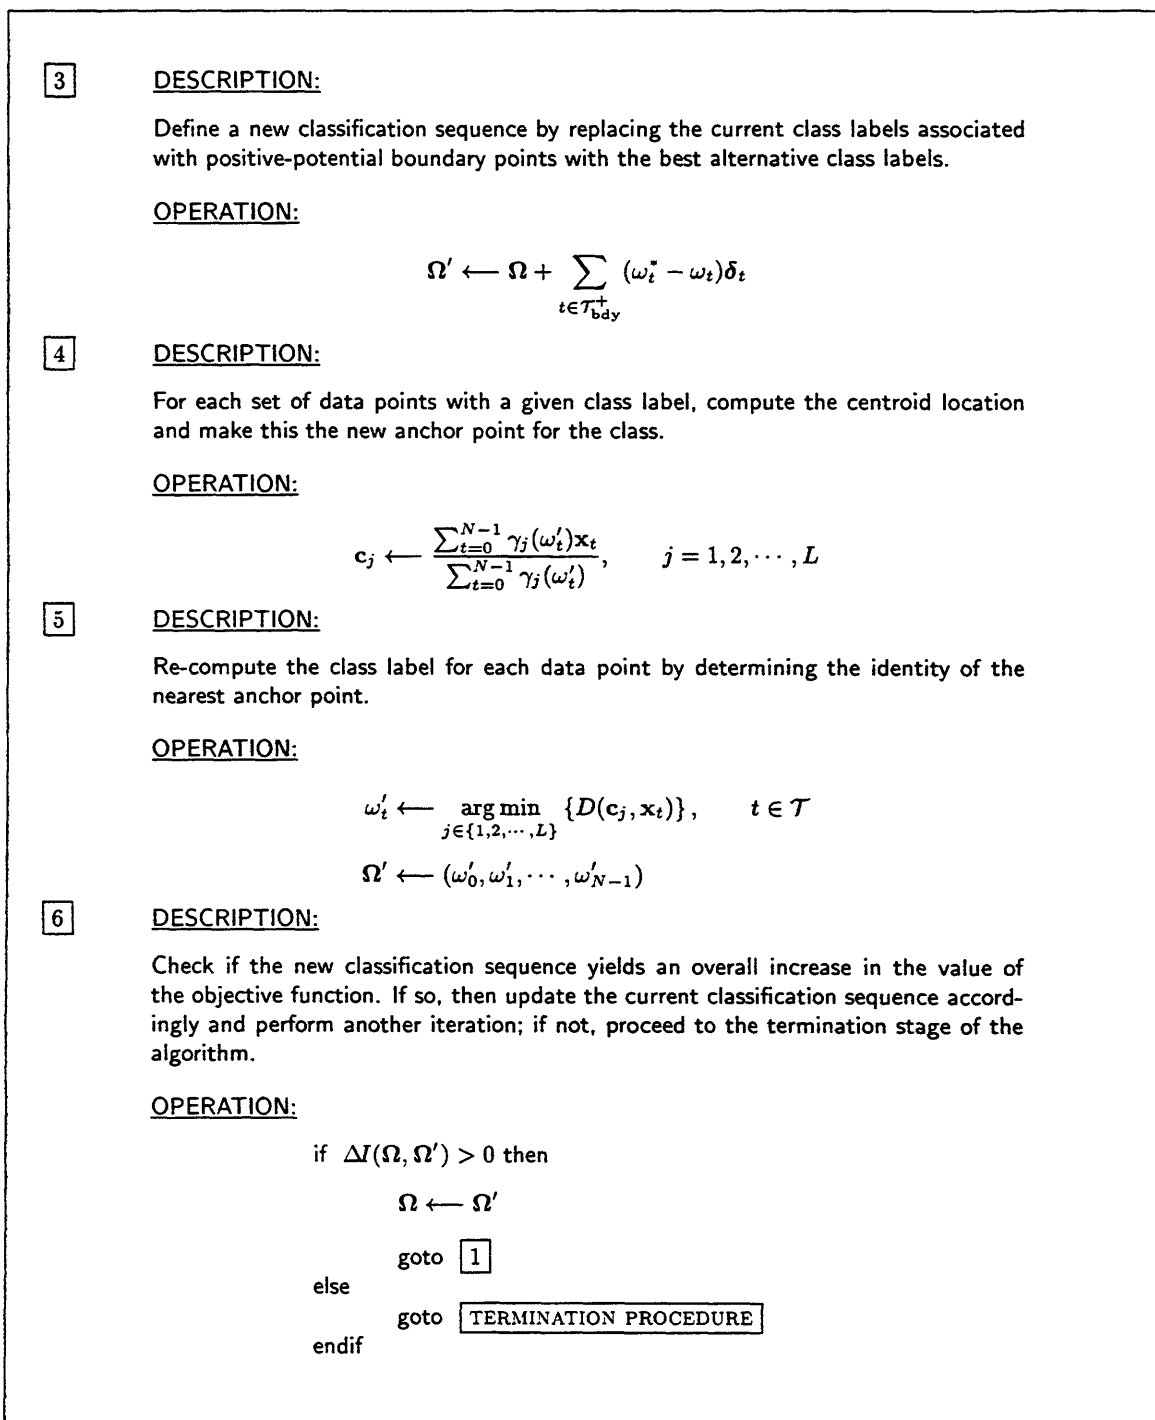 3 DESCRIPTION:
Define a new classification sequence by replacing the current class labels associated
with positive-potential boundary points with the best alternative class labels.
OPERATION:
Ω′ ⟵ Ω + ∑_{t∈𝒯⁺_bdy} (ω*_t − ω_t)δ_t
4 DESCRIPTION:
For each set of data points with a given class label, compute the centroid location
and make this the new anchor point for the class.
OPERATION:
c_j ⟵ ∑_{t=0}^{N−1} γ_j(ω′_t)x_t / ∑_{t=0}^{N−1} γ_j(ω′_t), j = 1, 2, ⋯ , L
5 DESCRIPTION:
Re-compute the class label for each data point by determining the identity of the
nearest anchor point.
OPERATION:
ω′_t ⟵ arg min_{j∈{1,2,⋯,L}} {D(c_j, x_t)} , t ∈ 𝒯
Ω′ ⟵ (ω′_0, ω′_1, ⋯ , ω′_{N−1})
6 DESCRIPTION:
Check if the new classification sequence yields an overall increase in the value of
the objective function. If so, then update the current classification sequence accord-
ingly and perform another iteration; if not, proceed to the termination stage of the
algorithm.
OPERATION:
if ΔI(Ω, Ω′) > 0 then
Ω ⟵ Ω′
goto 1
else
goto TERMINATION PROCEDURE
endif